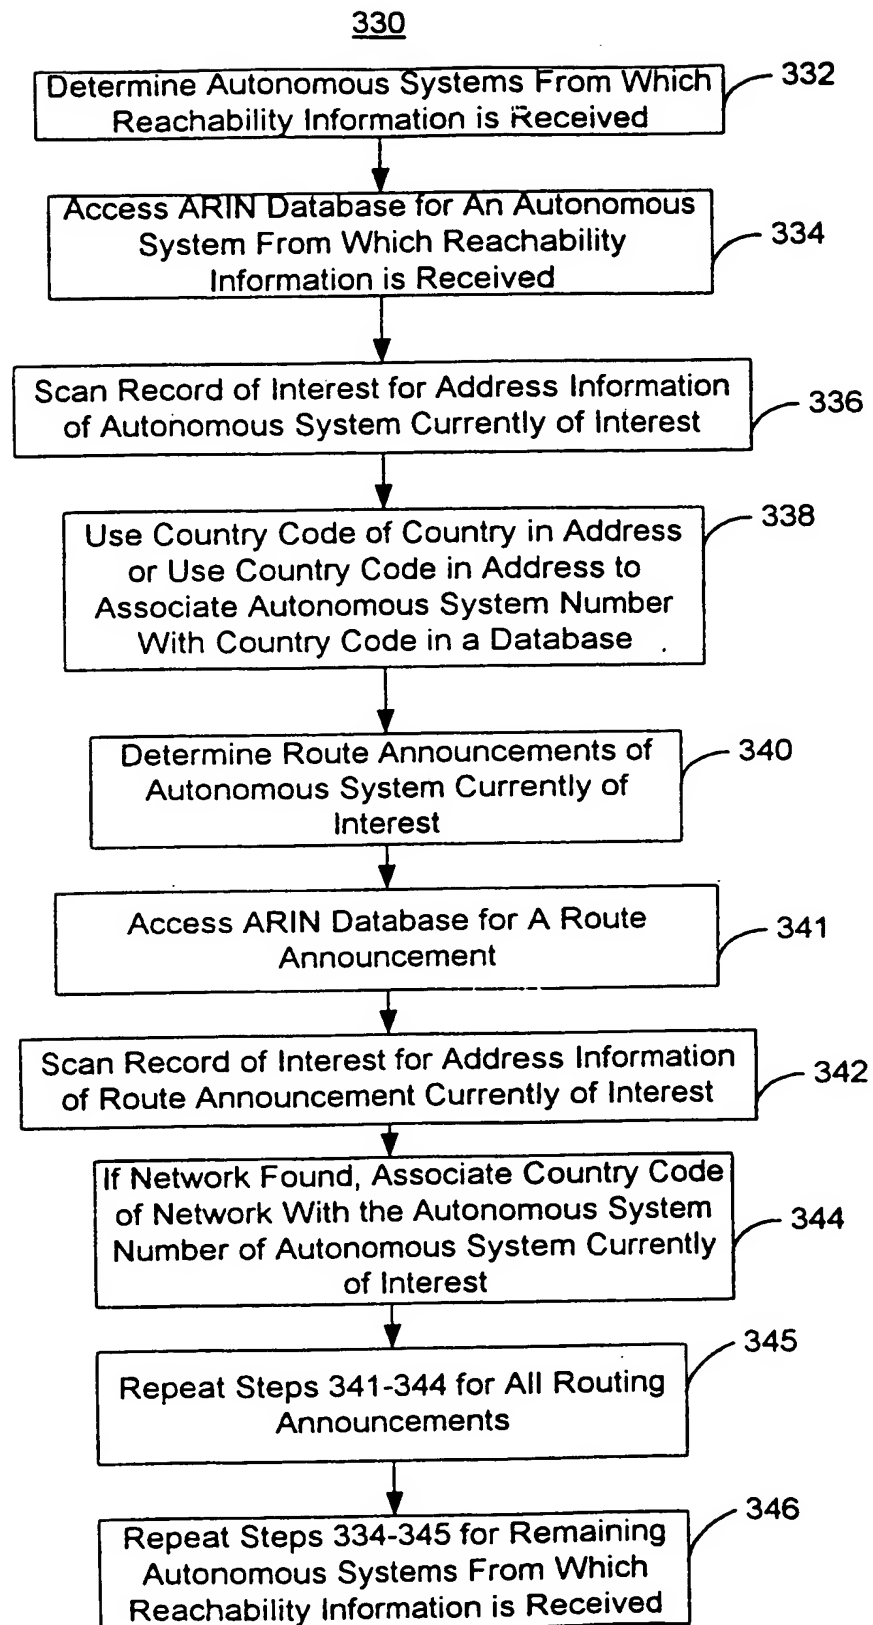 330
Determine Autonomous Systems From Which
Reachability Information is Received
332
Access ARIN Database for An Autonomous
System From Which Reachability
Information is Received
334
Scan Record of Interest for Address Information
of Autonomous System Currently of Interest
336
Use Country Code of Country in Address
or Use Country Code in Address to
Associate Autonomous System Number
With Country Code in a Database
338
Determine Route Announcements of
Autonomous System Currently of
Interest
340
Access ARIN Database for A Route
Announcement
341
Scan Record of Interest for Address Information
of Route Announcement Currently of Interest
342
If Network Found, Associate Country Code
of Network With the Autonomous System
Number of Autonomous System Currently
of Interest
344
Repeat Steps 341-344 for All Routing
Announcements
345
Repeat Steps 334-345 for Remaining
Autonomous Systems From Which
Reachability Information is Received
346